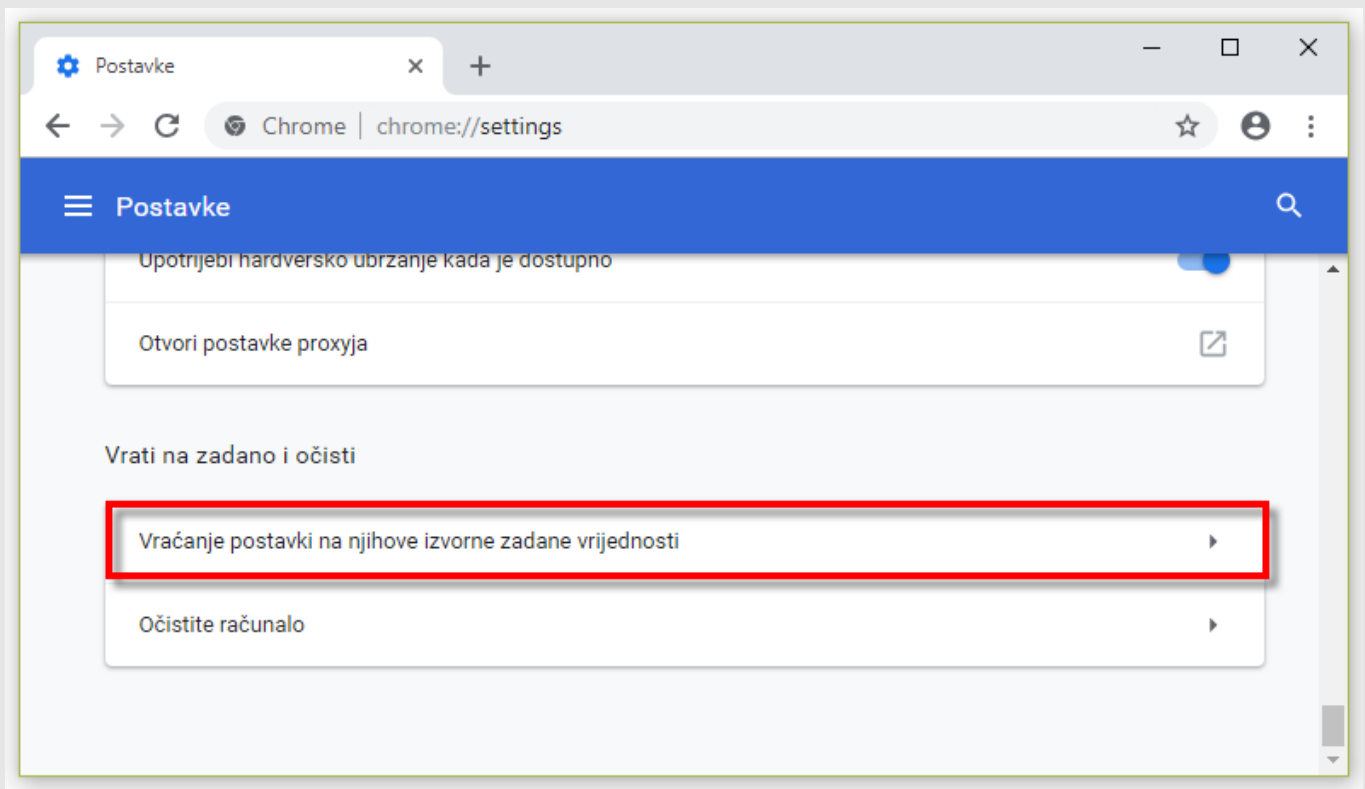 Postavke
Chrome | chrome://settings
Postavke
Upotrijebi hardversko ubrzanje kada je dostupno
Otvori postavke proxyja
Vrati na zadano i očisti
Vraćanje postavki na njihove izvorne zadane vrijednosti
Očistite računalo